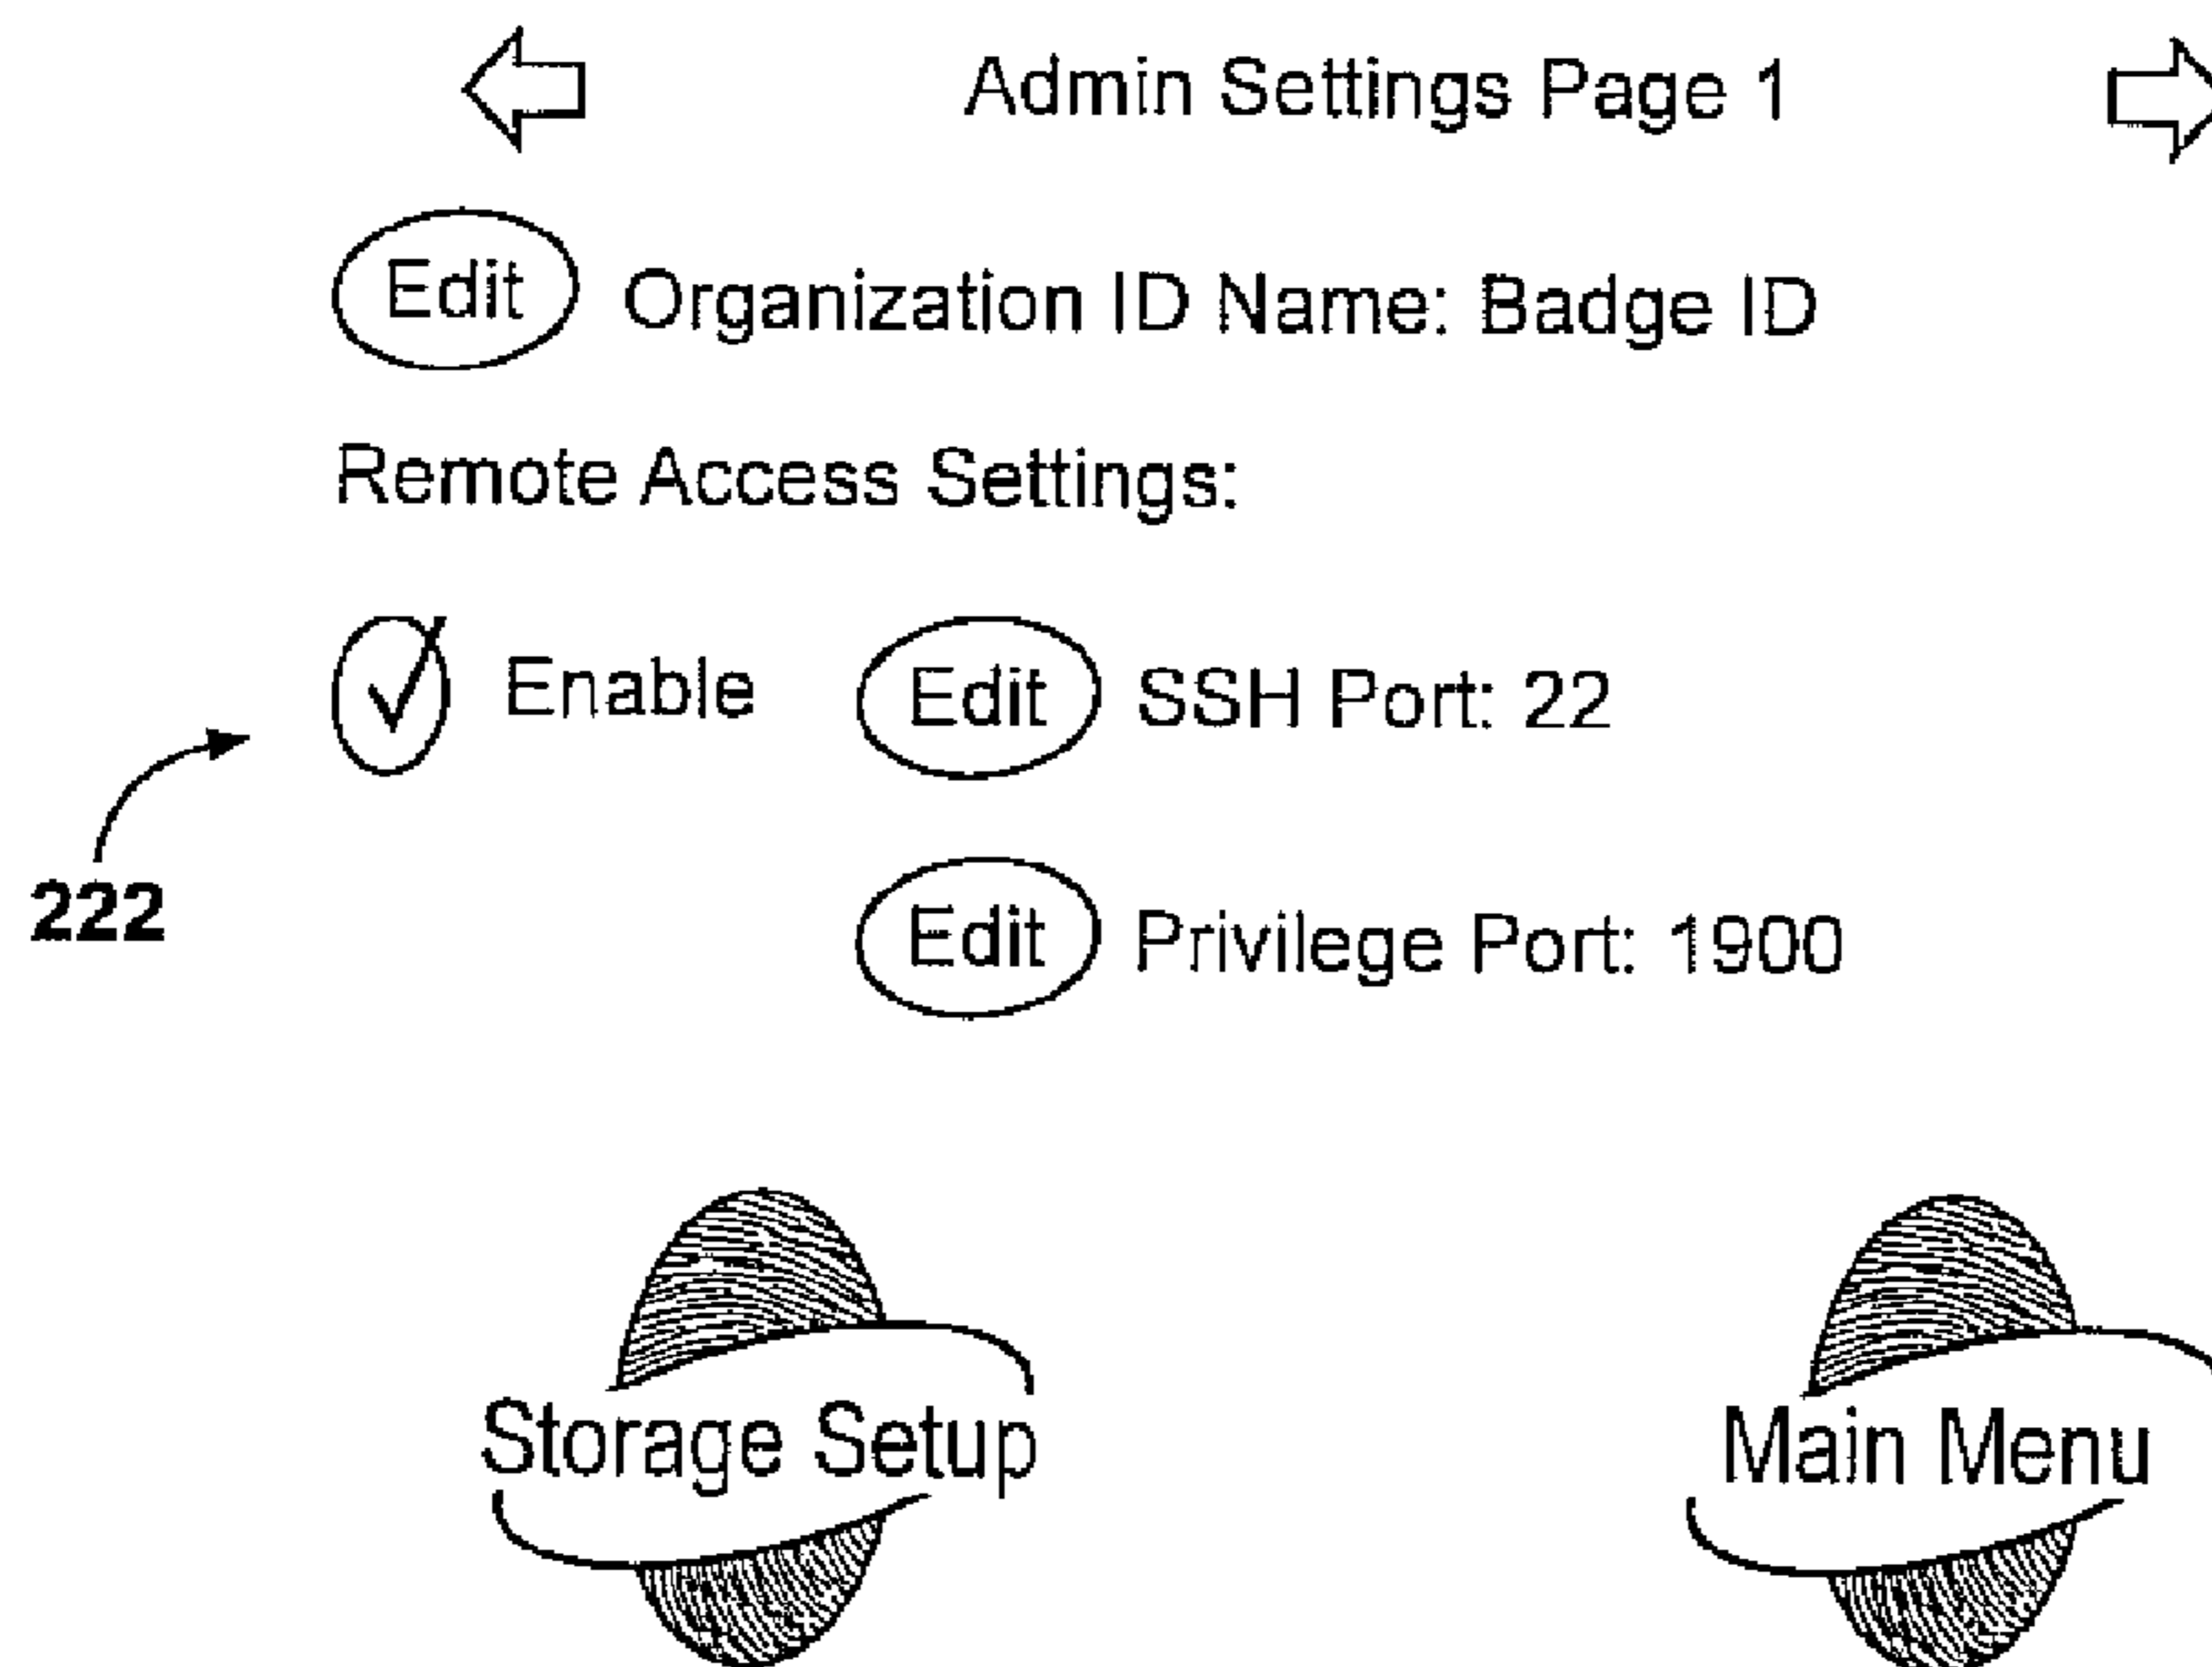 Admin Settings Page 1
Edit Organization ID Name: Badge ID
Remote Access Settings:
Enable Edit SSH Port: 22
222
Edit Privilege Port: 1900
Storage Setup Main Menu